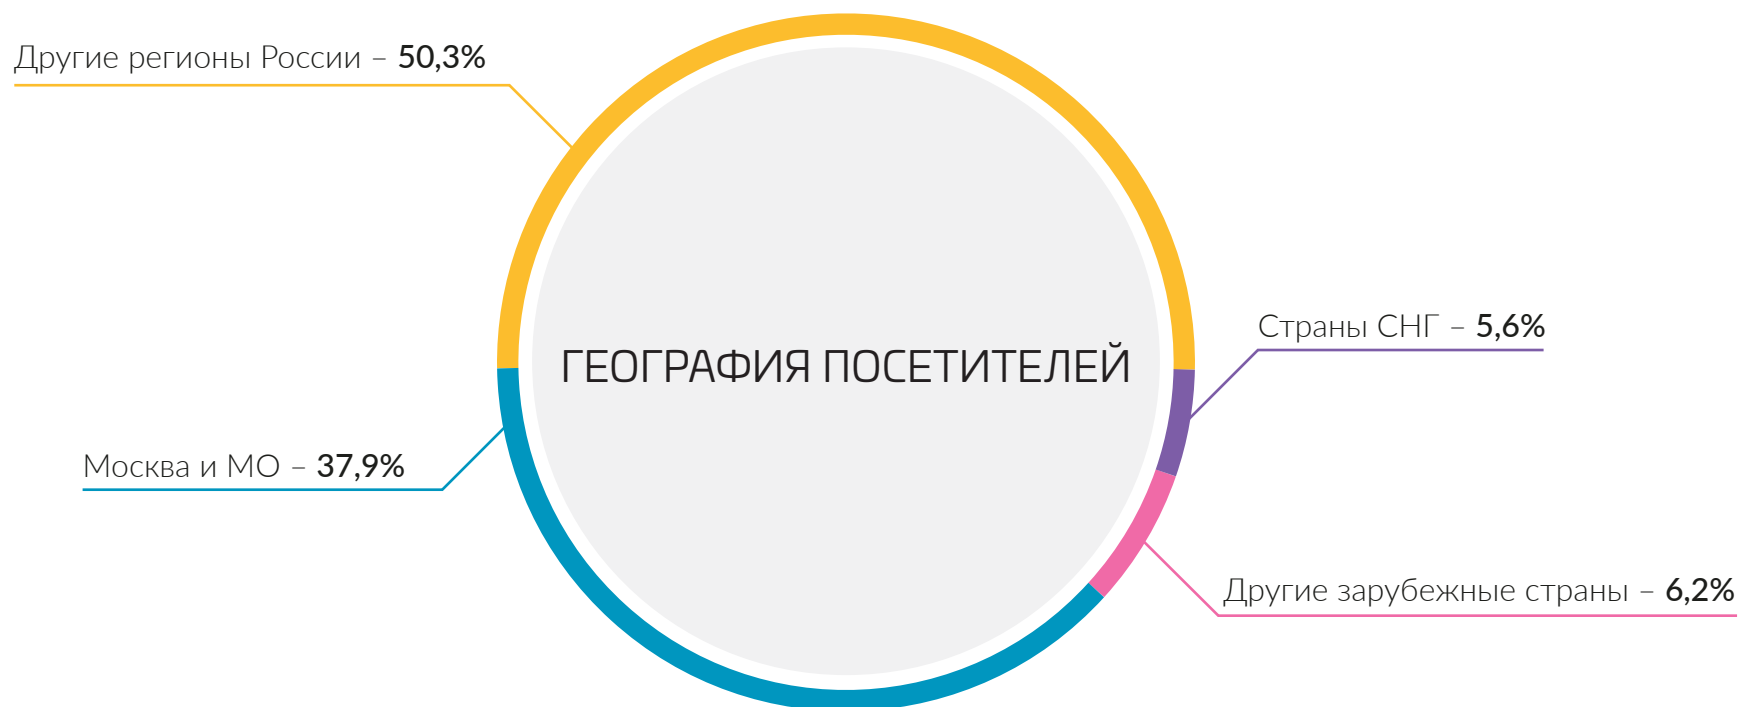 Другие регионы России – 50,3%
Страны СНГ – 5,6%
ГЕОГРАФИЯ ПОСЕТИТЕЛЕЙ
Москва и МО – 37,9%
Другие зарубежные страны – 6,2%